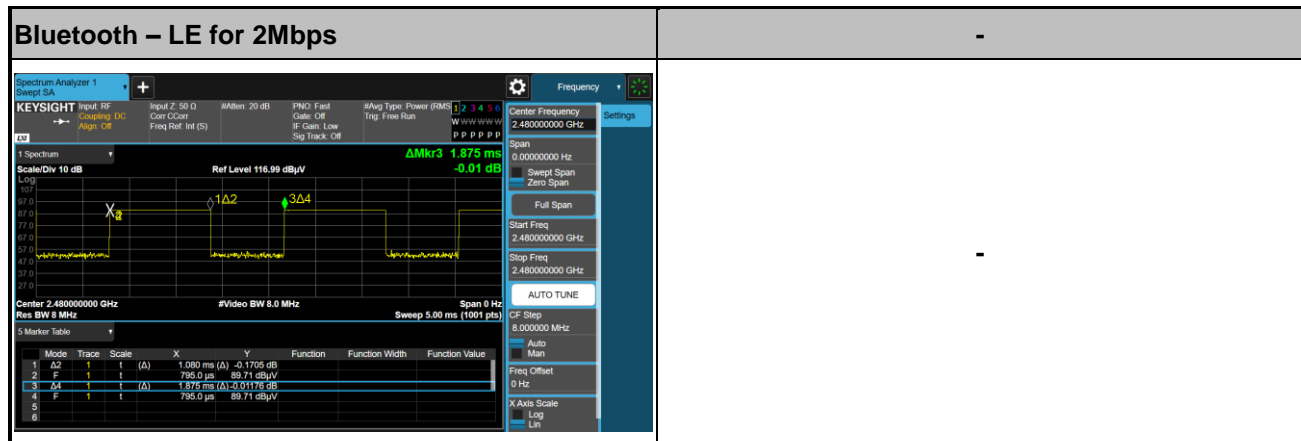 Bluetooth – LE for 2Mbps
-
Spectrum Analyzer 1
Swept SA
+
Frequency
KEYSIGHT
Input: RF
Coupling: DC
Align: Off
Input Z: 50 Ω
Corr CCorr
Freq Ref: Int (S)
#Atten: 20 dB
PNO: Fast
Gate: Off
IF Gain: Low
Sig Track: Off
#Avg Type: Power (RMS
Trig: Free Run
1 2 3 4 5 6
W W W W W W
P P P P P P
LXI
Center Frequency
2.480000000 GHz
Settings
Span
0.00000000 Hz
Swept Span
Zero Span
Full Span
Start Freq
2.480000000 GHz
Stop Freq
2.480000000 GHz
AUTO TUNE
CF Step
8.000000 MHz
Auto
Man
Freq Offset
0 Hz
X Axis Scale
Log
Lin
1 Spectrum
ΔMkr3 1.875 ms
Scale/Div 10 dB
Ref Level 116.99 dBµV
-0.01 dB
Log
107
97.0
87.0
77.0
67.0
57.0
47.0
37.0
27.0
1Δ2
3Δ4
Center 2.480000000 GHz
#Video BW 8.0 MHz
Span 0 Hz
Res BW 8 MHz
Sweep 5.00 ms (1001 pts)
5 Marker Table
Mode Trace Scale X Y Function Function Width Function Value
1 Δ2 1 t (Δ) 1.080 ms (Δ) -0.1705 dB
2 F 1 t 795.0 µs 89.71 dBµV
3 Δ4 1 t (Δ) 1.875 ms (Δ) -0.01176 dB
4 F 1 t 795.0 µs 89.71 dBµV
5
6
-